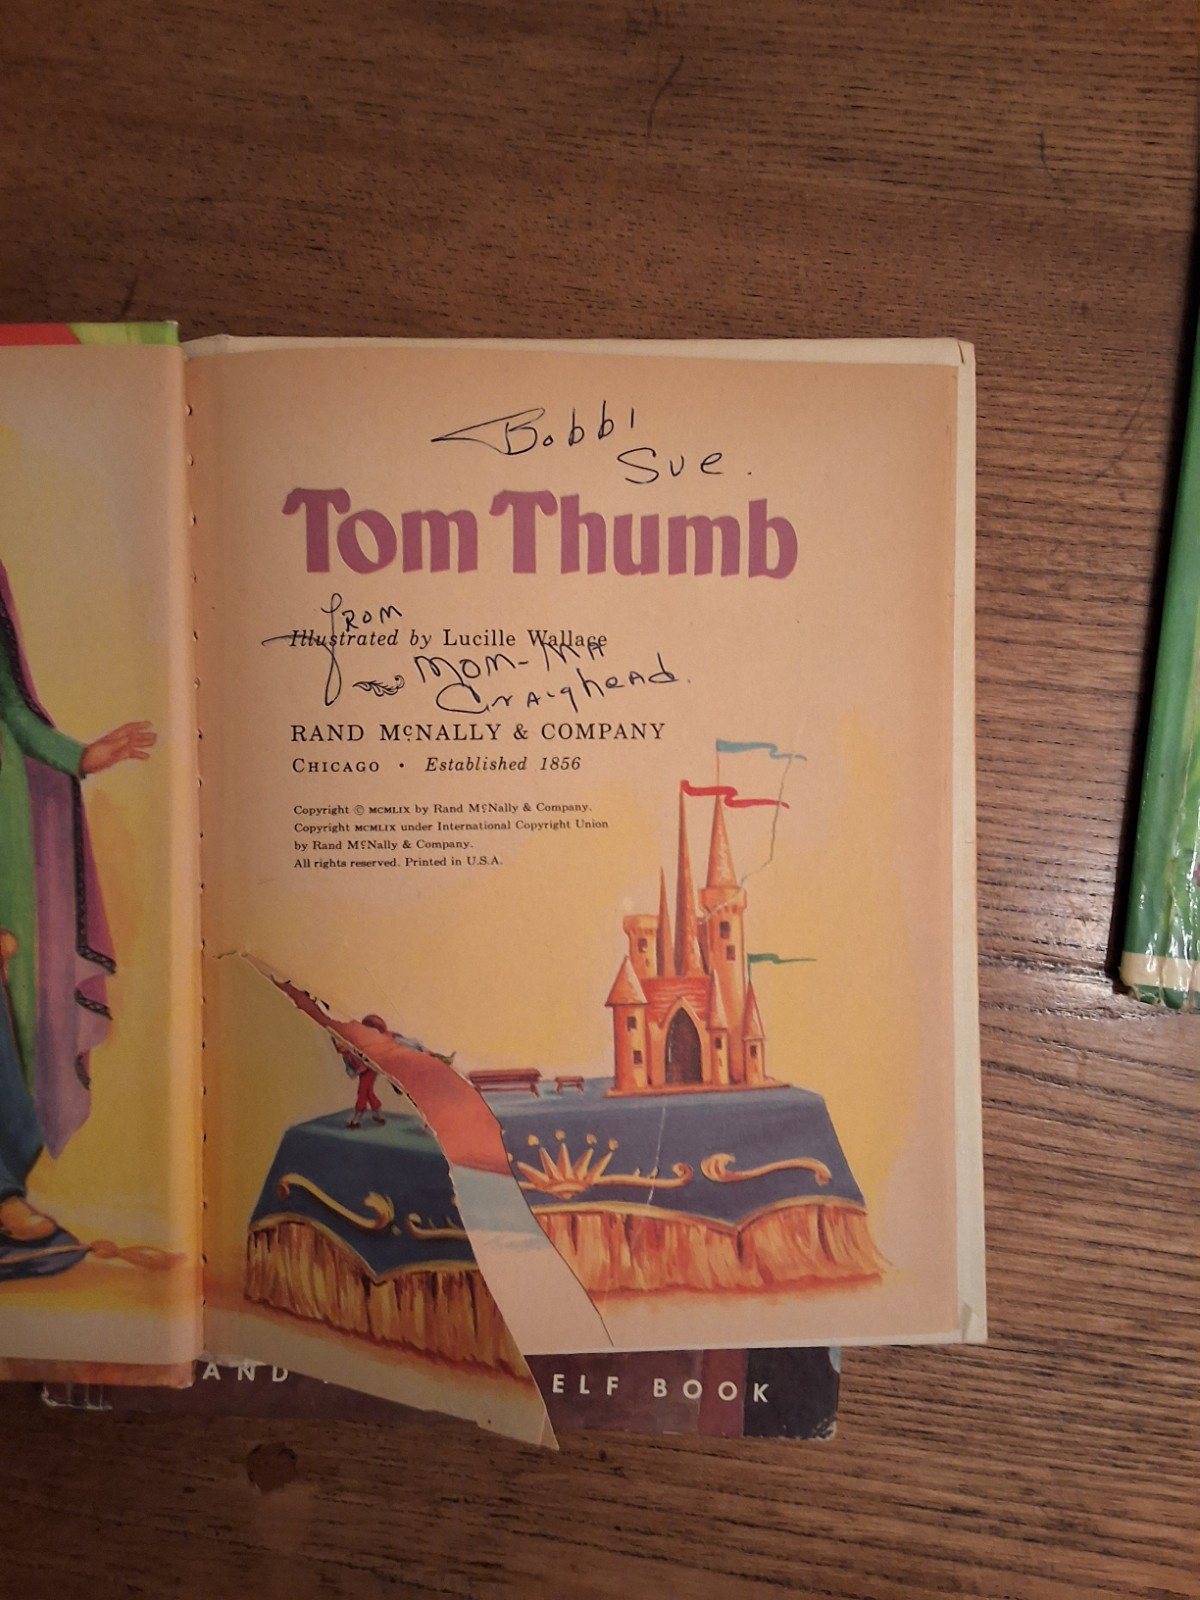 Bobbi
Sue.
Tom Thumb
from
Illustrated by Lucille Wallace
Mom-MA
Craighead.
RAND McNALLY & COMPANY
CHICAGO • Established 1856
Copyright © MCMLIX by Rand McNally & Company.
Copyright MCMLIX under International Copyright Union
by Rand McNally & Company.
All rights reserved. Printed in U.S.A.
AND ELF BOOK